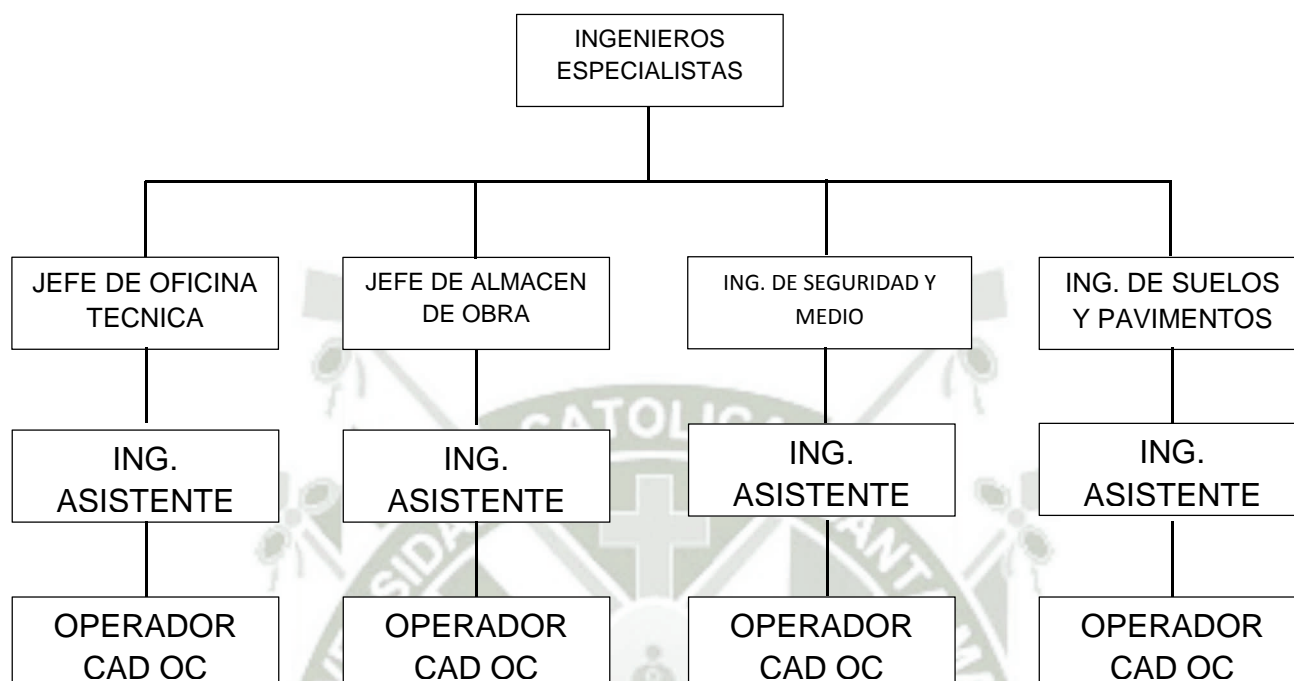 INGENIEROS
ESPECIALISTAS
JEFE DE OFICINA
TECNICA
JEFE DE ALMACEN
DE OBRA
ING. DE SEGURIDAD Y
MEDIO
ING. DE SUELOS
Y PAVIMENTOS
ING.
ASISTENTE
ING.
ASISTENTE
ING.
ASISTENTE
ING.
ASISTENTE
OPERADOR
CAD OC
OPERADOR
CAD OC
OPERADOR
CAD OC
OPERADOR
CAD OC